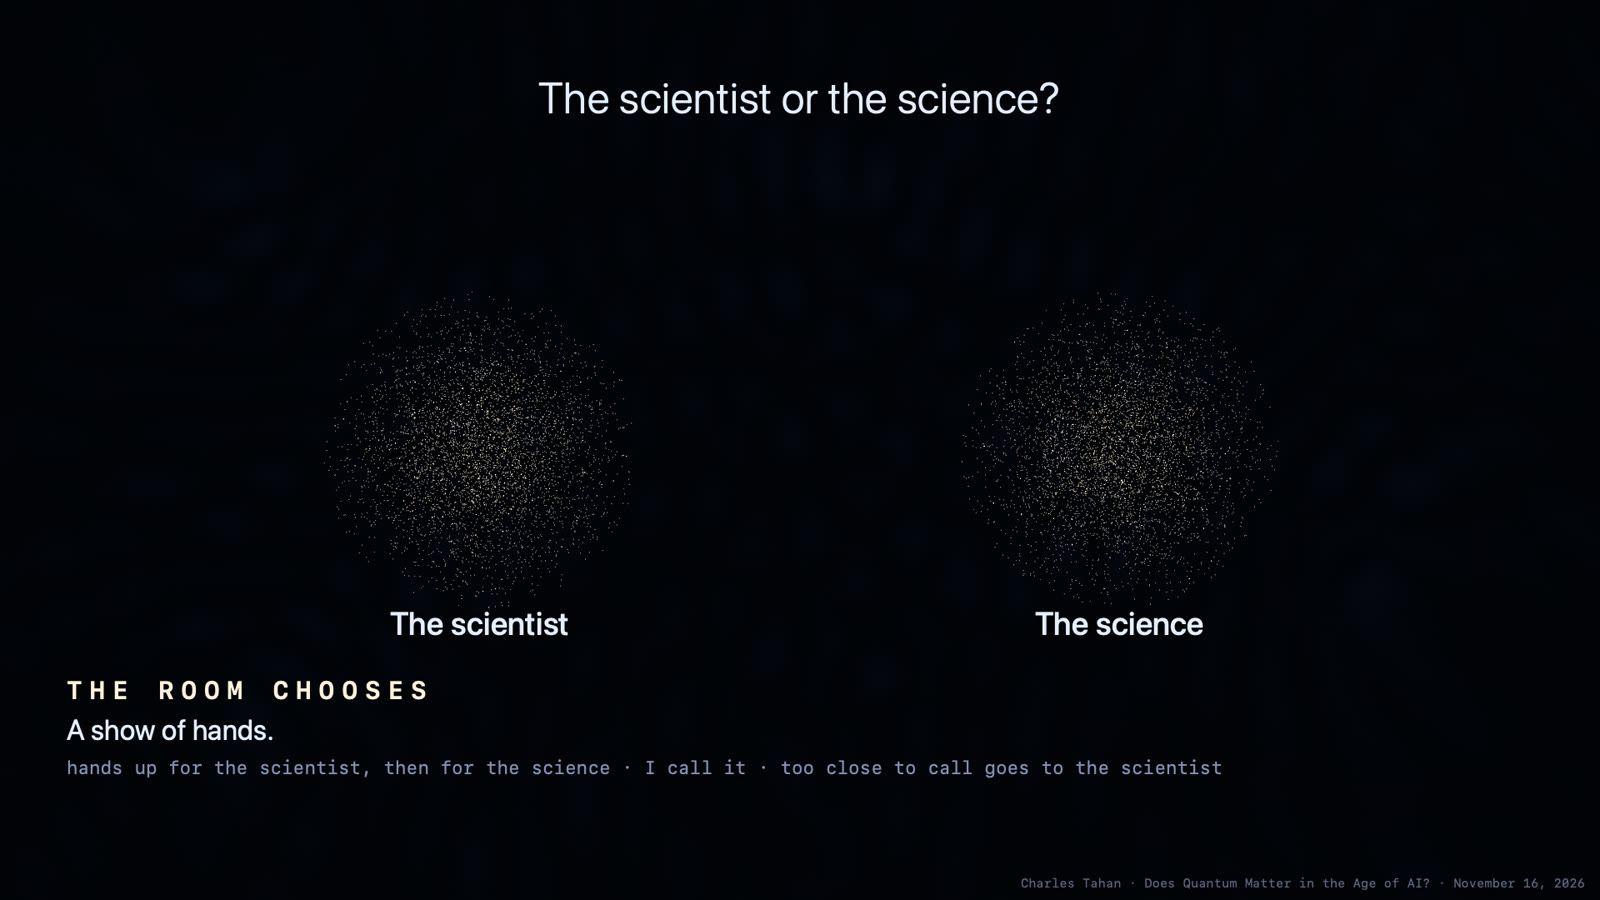 The scientist or the science?
The scientist
The science
THE ROOM CHOOSES
A show of hands.
hands up for the scientist, then for the science · I call it · too close to call goes to the scientist
Charles Tahan · Does Quantum Matter in the Age of AI? · November 16, 2026